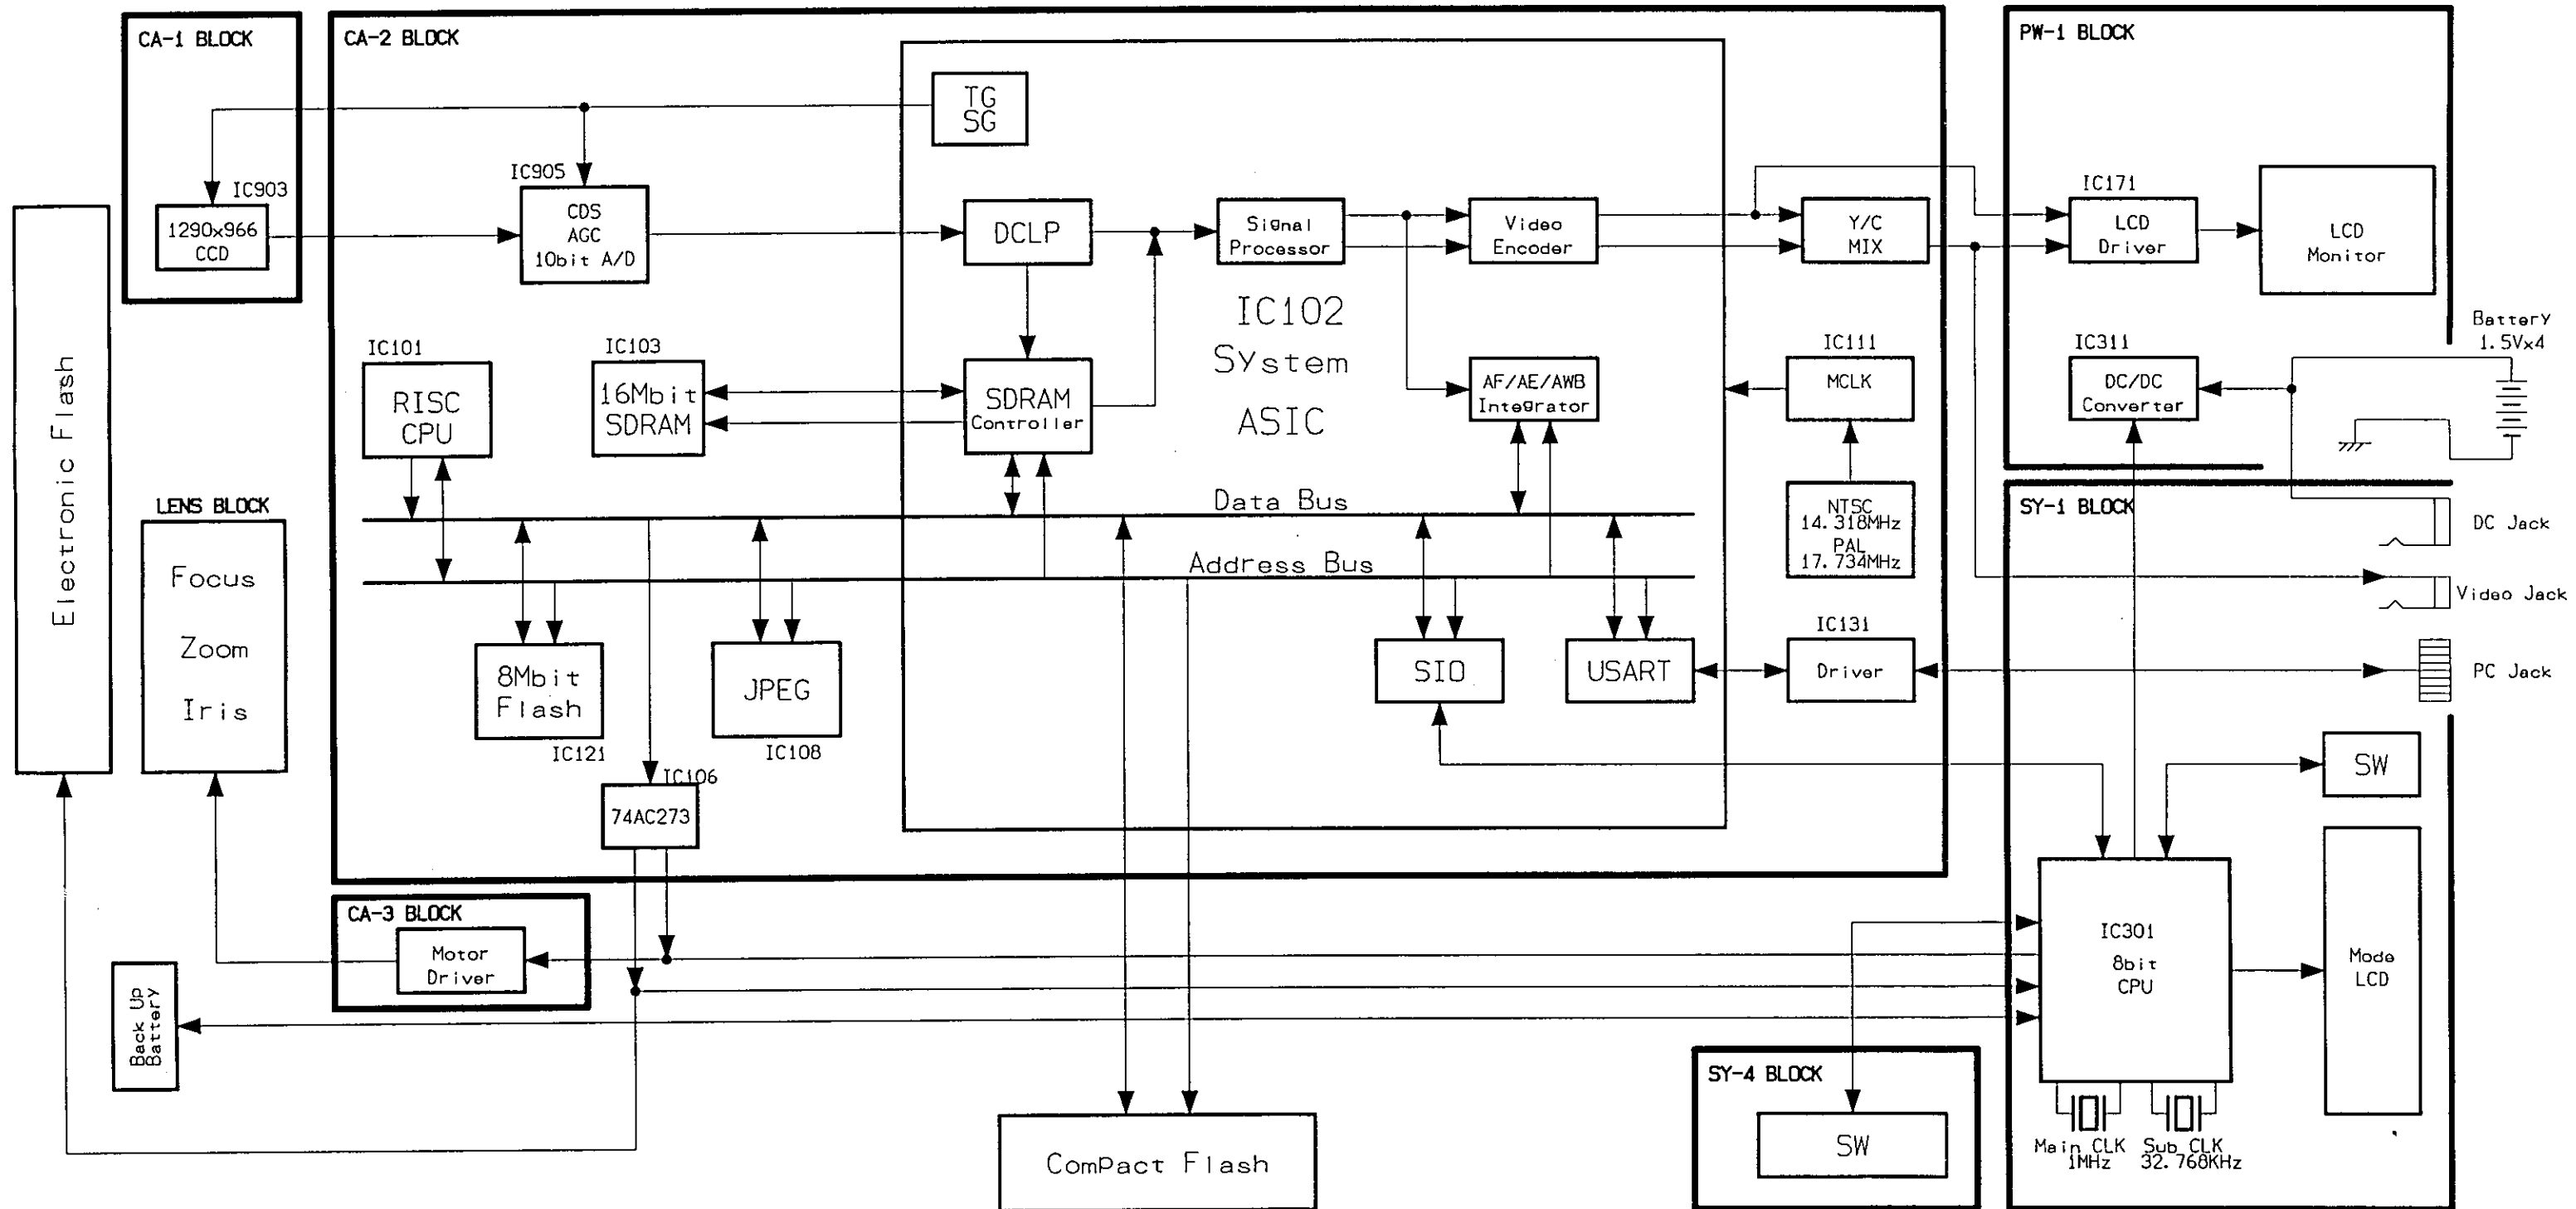 CA-1 BLOCK
IC903
1290x966
CCD
Electronic Flash
LENS BLOCK
Focus
Zoom
Iris
Back Up
Battery
CA-2 BLOCK
TG
SG
IC905
CDS
AGC
10bit A/D
DCLP
Signal
Processor
Video
Encoder
Y/C
MIX
IC102
System
ASIC
IC101
RISC
CPU
IC103
16Mbit
SDRAM
SDRAM
Controller
AF/AE/AWB
Integrator
IC111
MCLK
NTSC
14.318MHz
PAL
17.734MHz
Data Bus
Address Bus
8Mbit
Flash
IC121
JPEG
IC108
SIO
USART
IC131
Driver
IC106
74AC273
CA-3 BLOCK
Motor
Driver
ComPact Flash
SY-4 BLOCK
SW
PW-1 BLOCK
IC171
LCD
Driver
LCD
Monitor
IC311
DC/DC
Converter
Battery
1.5Vx4
SY-1 BLOCK
DC Jack
Video Jack
PC Jack
SW
IC301
8bit
CPU
Mode
LCD
Main CLK
1MHz
Sub CLK
32.768KHz